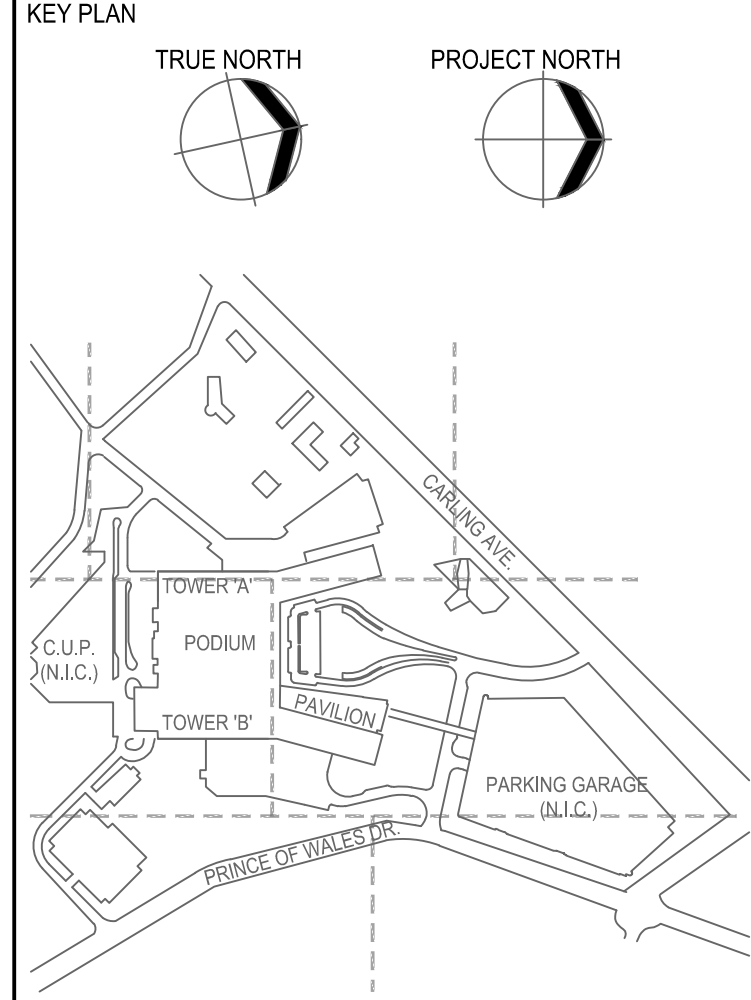 KEY PLAN
TRUE NORTH
PROJECT NORTH
CARLING AVE.
TOWER 'A'
PODIUM
C.U.P.
(N.I.C.)
PAVILION
TOWER 'B'
PARKING GARAGE
(N.I.C.)
PRINCE OF WALES DR.